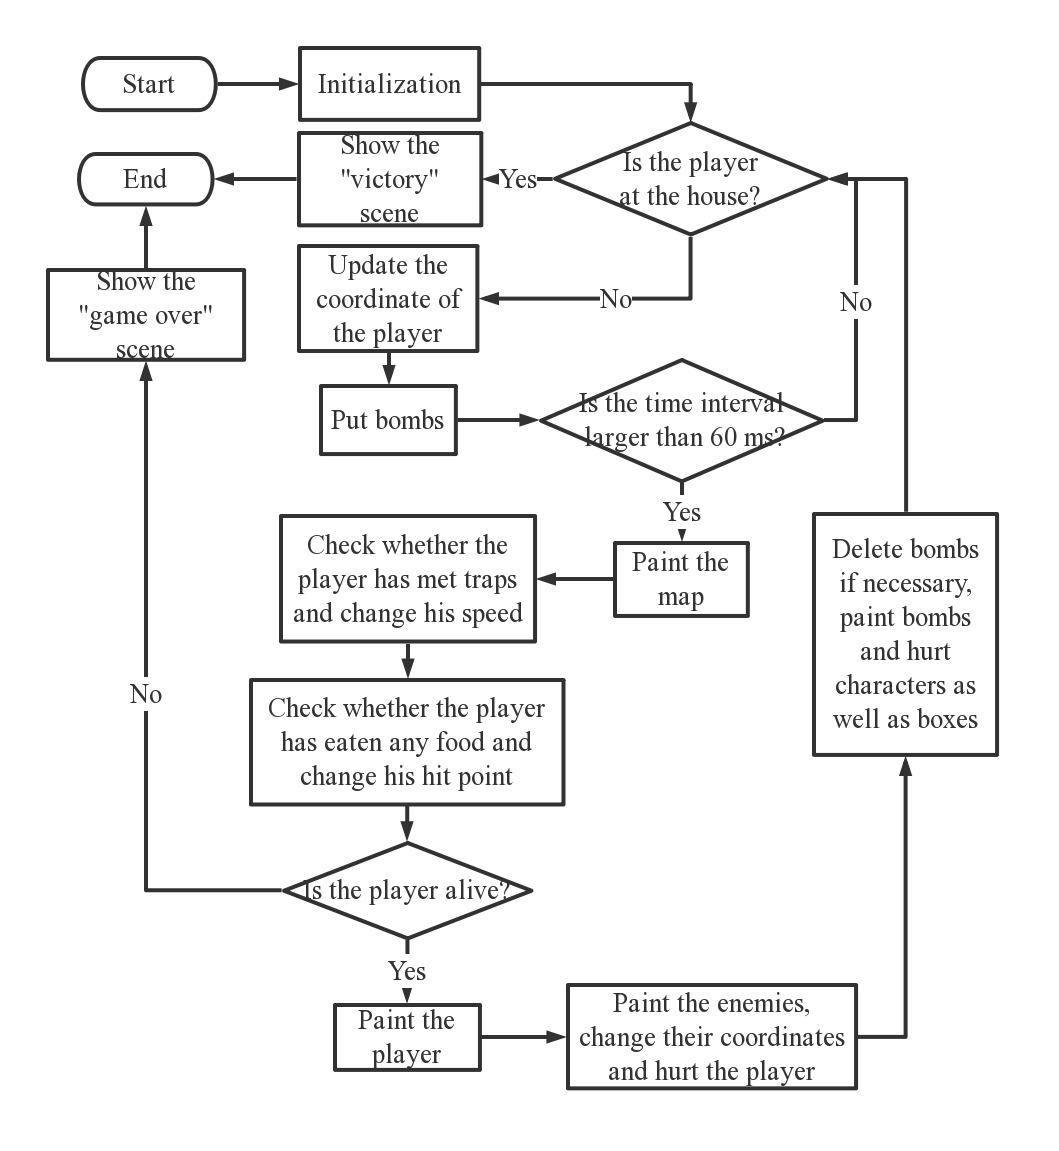 Start
Initialization
Is the player
at the house?
Yes
Show the
"victory"
scene
End
No
Update the
coordinate of
the player
Put bombs
Is the time interval
larger than 60 ms?
No
Yes
Paint the
map
Check whether the
player has met traps
and change his speed
Check whether the player
has eaten any food and
change his hit point
Is the player alive?
No
Show the
"game over"
scene
Yes
Paint the
player
Paint the enemies,
change their coordinates
and hurt the player
Delete bombs
if necessary,
paint bombs
and hurt
characters as
well as boxes